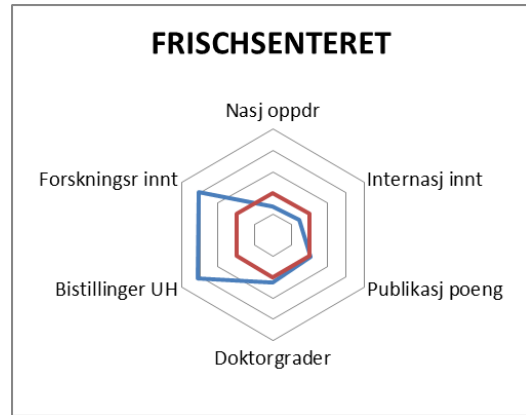 FRISCHSENTERET
Nasj oppdr
Forskningsr innt
Internasj innt
Bistillinger UH
Publikasj poeng
Doktorgrader